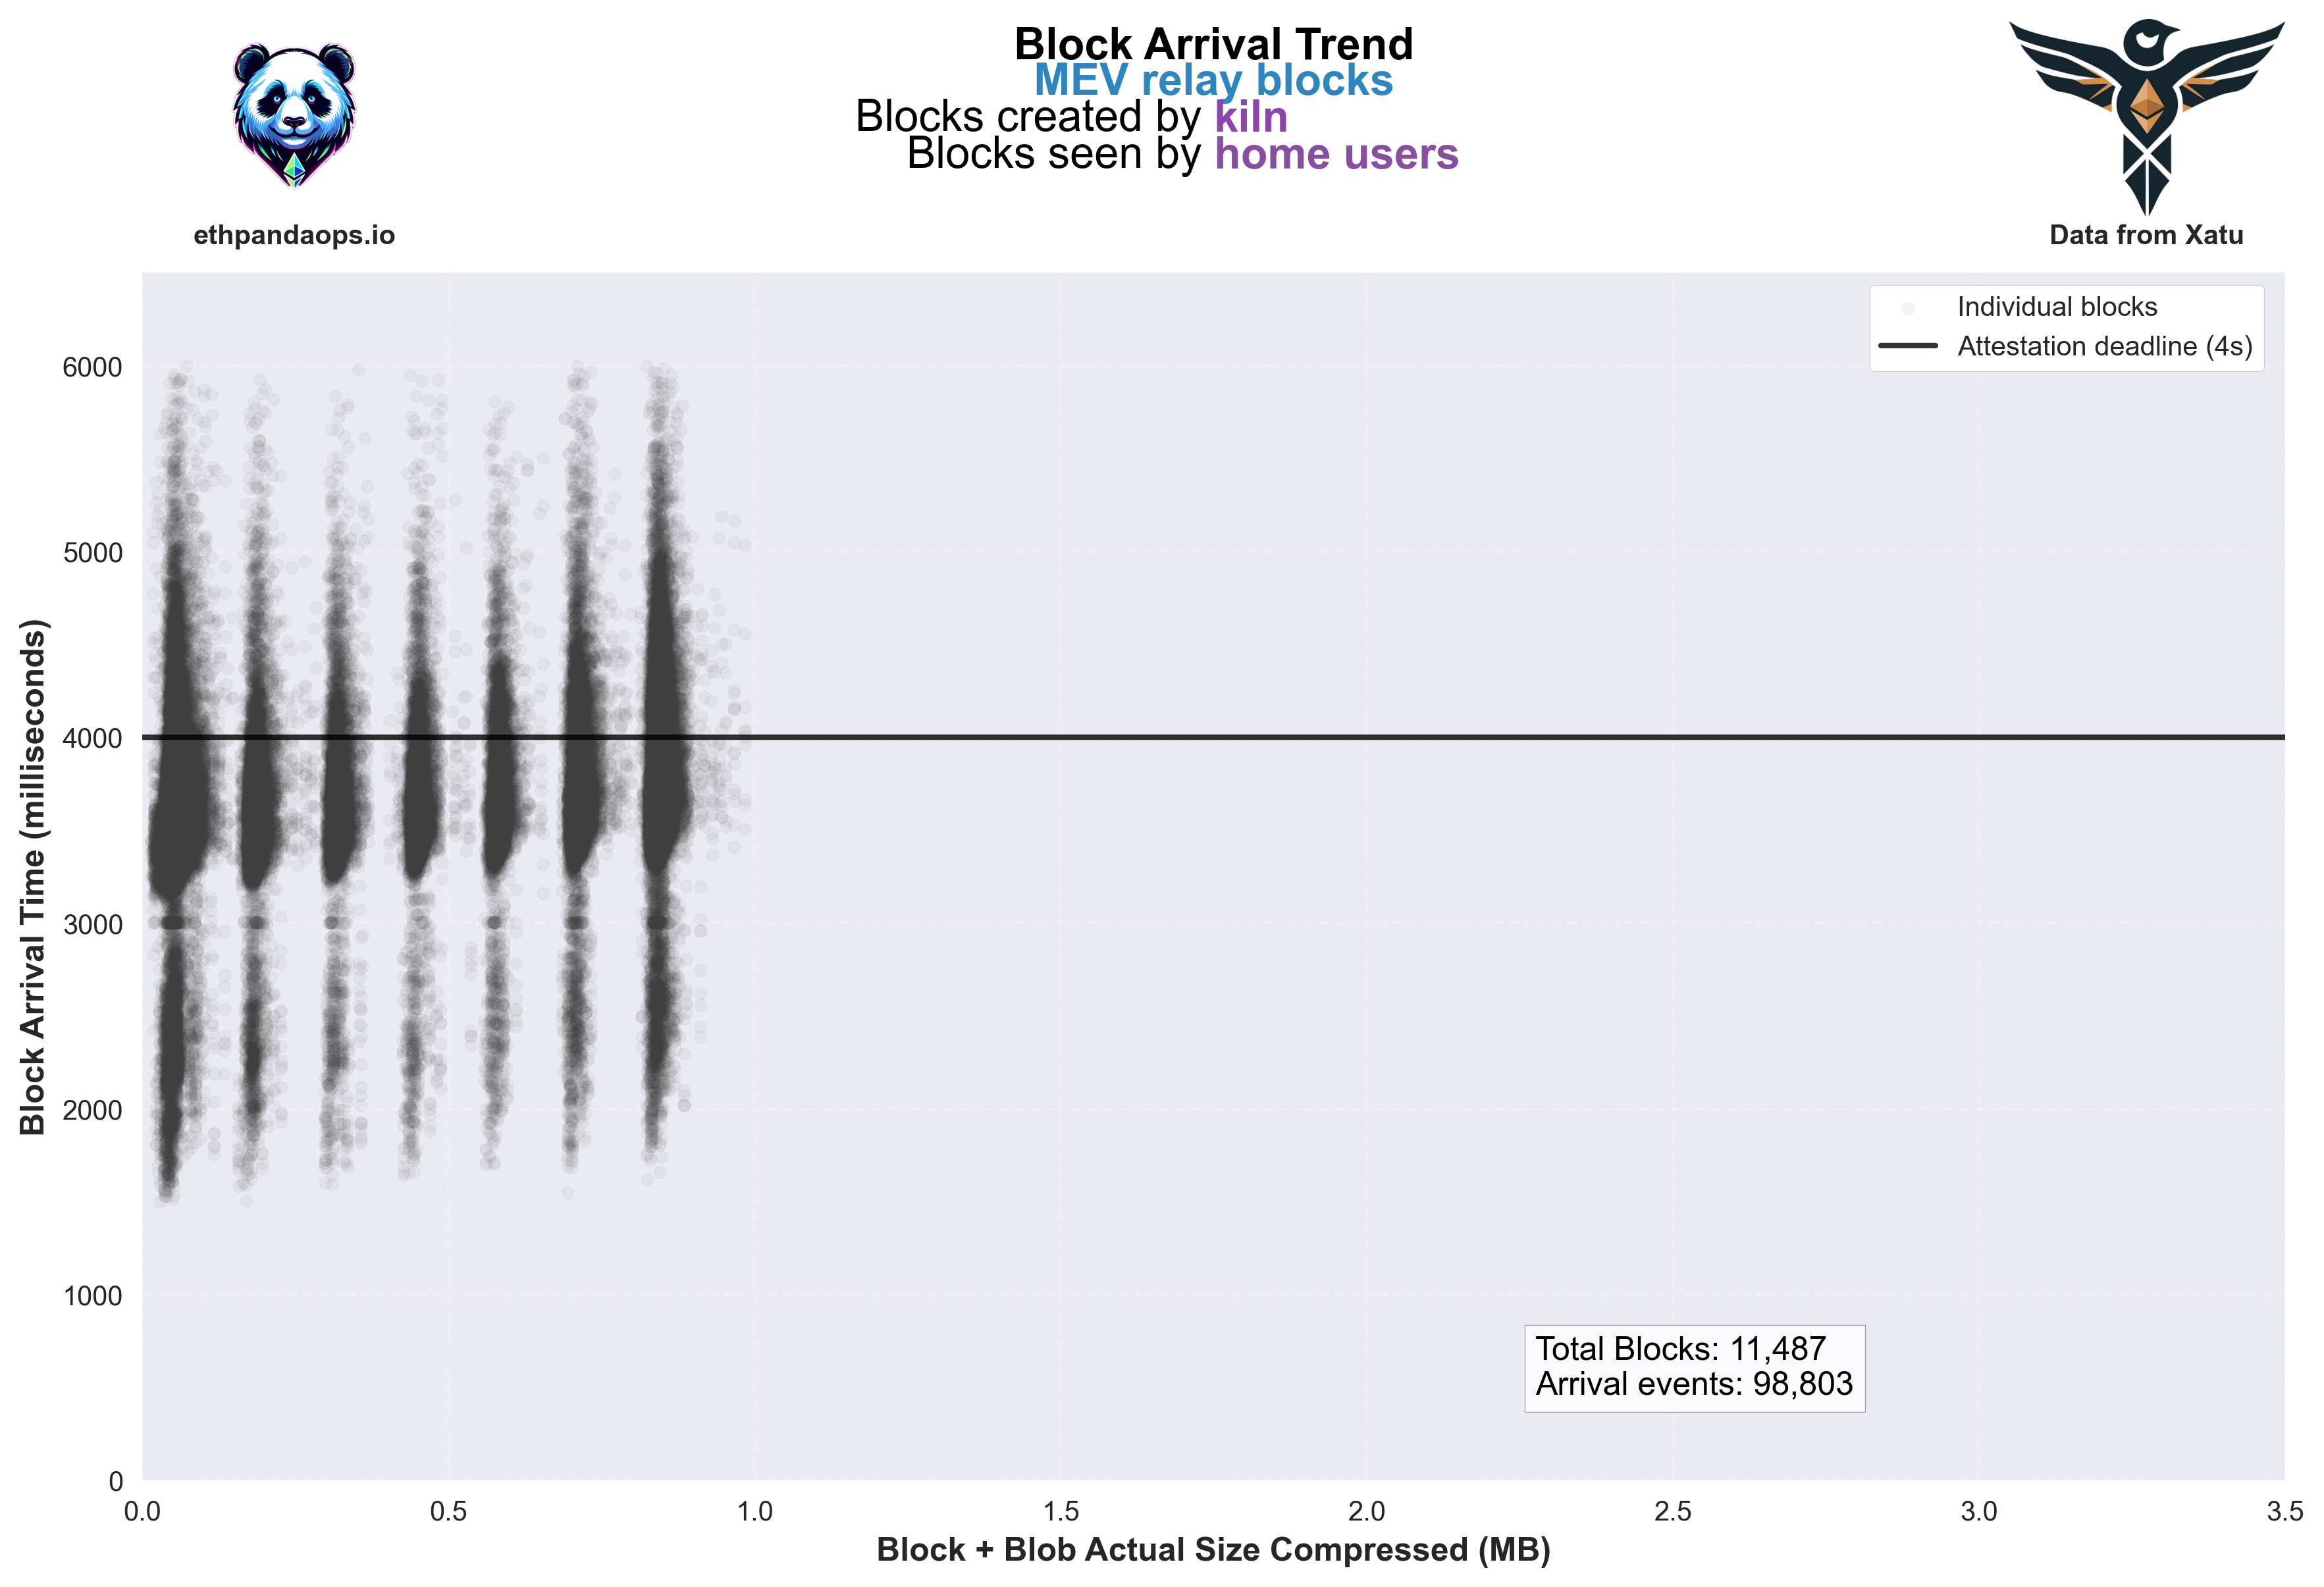 Block Arrival Trend
MEV relay blocks
Blocks created by kiln
Blocks seen by home users
ethpandaops.io
Data from Xatu
Individual blocks
Attestation deadline (4s)
Block Arrival Time (milliseconds)
6000
5000
4000
3000
2000
1000
0
Total Blocks: 11,487
Arrival events: 98,803
0.0 0.5 1.0 1.5 2.0 2.5 3.0 3.5
Block + Blob Actual Size Compressed (MB)